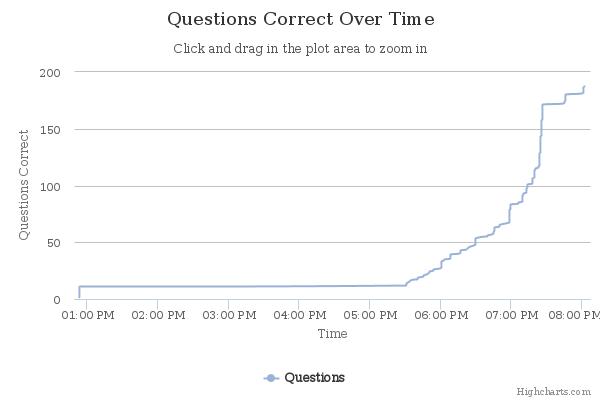 Questions Correct Over Time
Click and drag in the plot area to zoom in
Questions Correct
200
150
100
50
0
01:00 PM 02:00 PM 03:00 PM 04:00 PM 05:00 PM 06:00 PM 07:00 PM 08:00 PM
Time
Questions
Highcharts.com